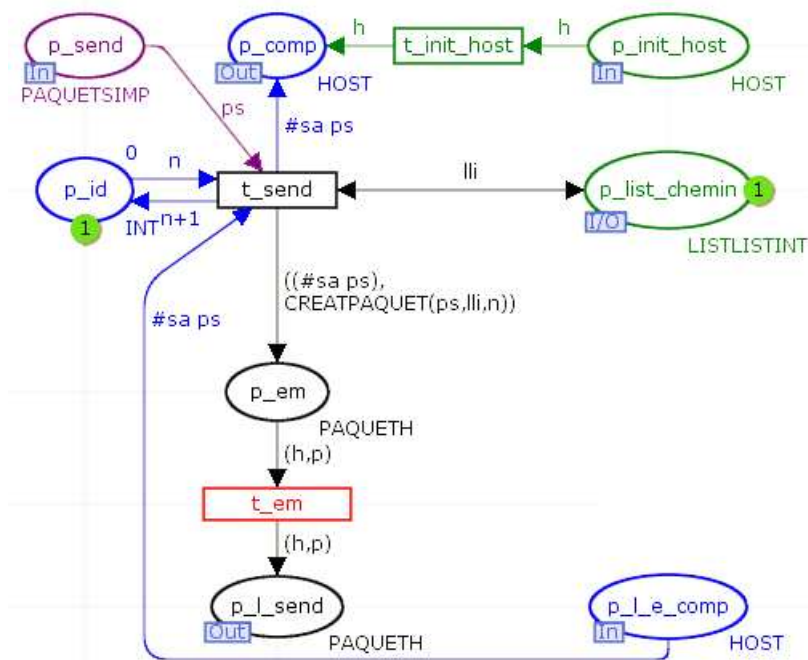 p_send
In
PAQUETSIMP
p_comp
Out
HOST
h
t_init_host
h
p_init_host
In
HOST
ps
#sa ps
p_id
0
n
n+1
INT
1
t_send
lli
p_list_chemin
1
I/O
LISTLISTINT
#sa ps
((#sa ps),
CREATPAQUET(ps,lli,n))
p_em
PAQUETH
(h,p)
t_em
(h,p)
p_l_send
Out
PAQUETH
p_l_e_comp
In
HOST